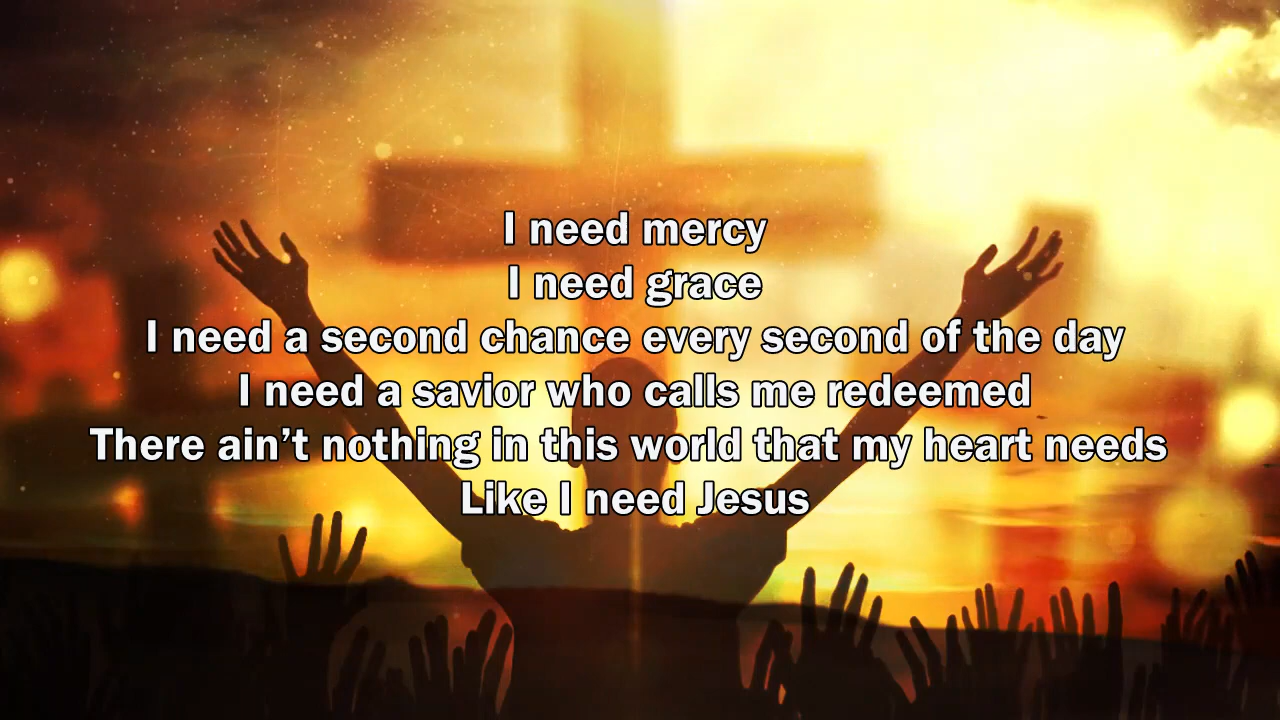 I need mercy
I need grace
I need a second chance every second of the day
I need a savior who calls me redeemed
There ain’t nothing in this world that my heart needs
Like I need Jesus